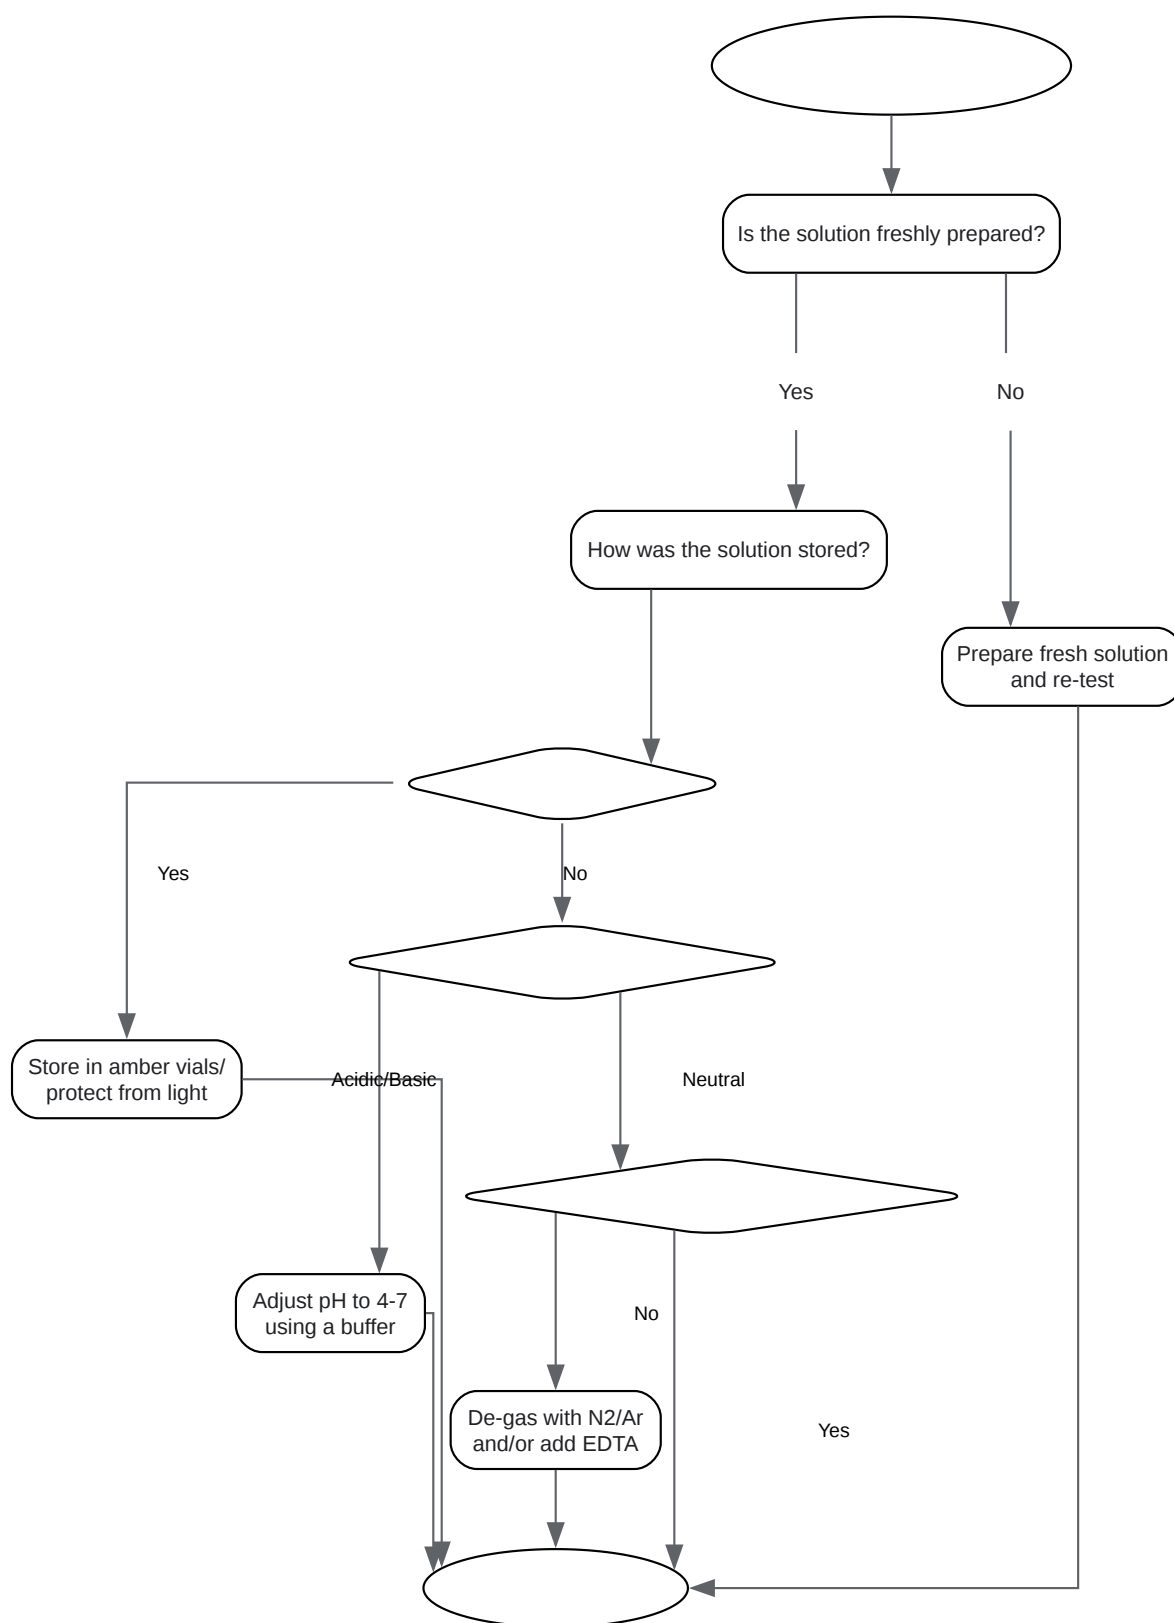 Is the solution freshly prepared?
Yes
No
How was the solution stored?
Prepare fresh solution
and re-test
Yes
No
Store in amber vials/
protect from light
Acidic/Basic
Neutral
Adjust pH to 4-7
using a buffer
No
De-gas with N2/Ar
and/or add EDTA
Yes